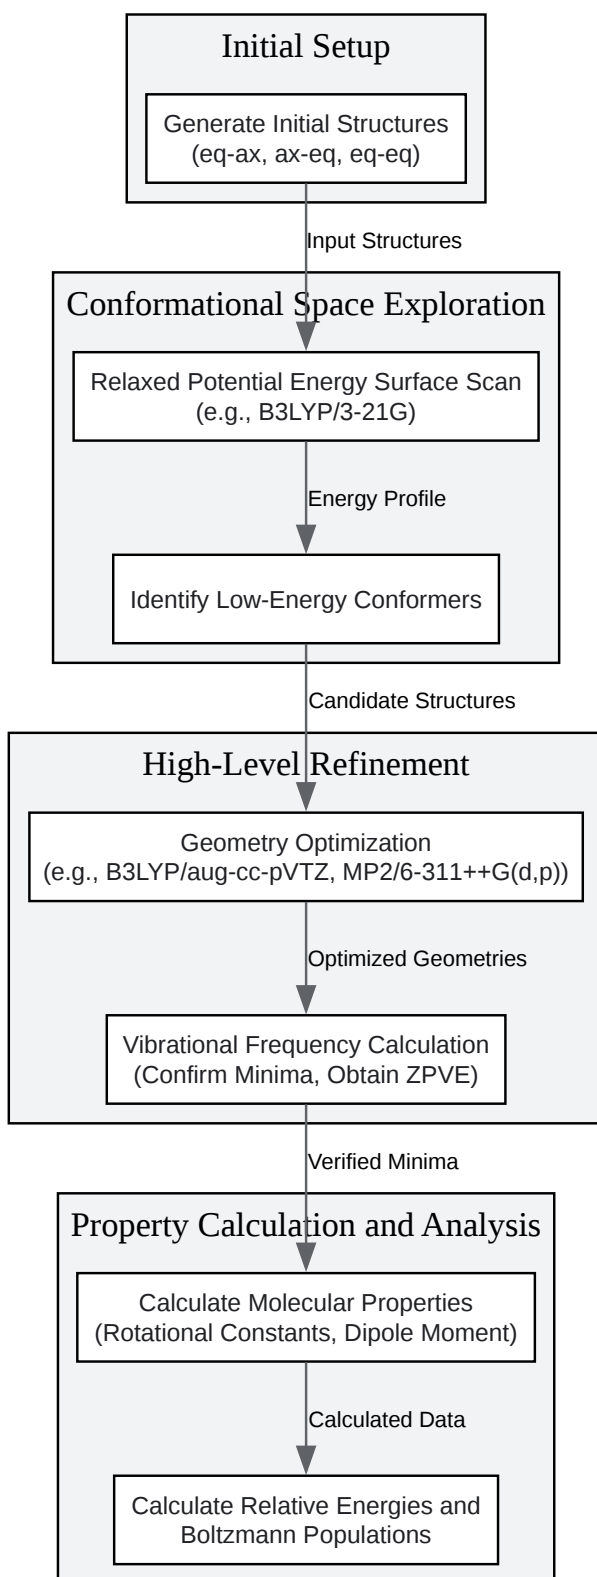 Initial Setup
Generate Initial Structures
(eq-ax, ax-eq, eq-eq)
Input Structures
Conformational Space Exploration
Relaxed Potential Energy Surface Scan
(e.g., B3LYP/3-21G)
Energy Profile
Identify Low-Energy Conformers
Candidate Structures
High-Level Refinement
Geometry Optimization
(e.g., B3LYP/aug-cc-pVTZ, MP2/6-311++G(d,p))
Optimized Geometries
Vibrational Frequency Calculation
(Confirm Minima, Obtain ZPVE)
Verified Minima
Property Calculation and Analysis
Calculate Molecular Properties
(Rotational Constants, Dipole Moment)
Calculated Data
Calculate Relative Energies and
Boltzmann Populations